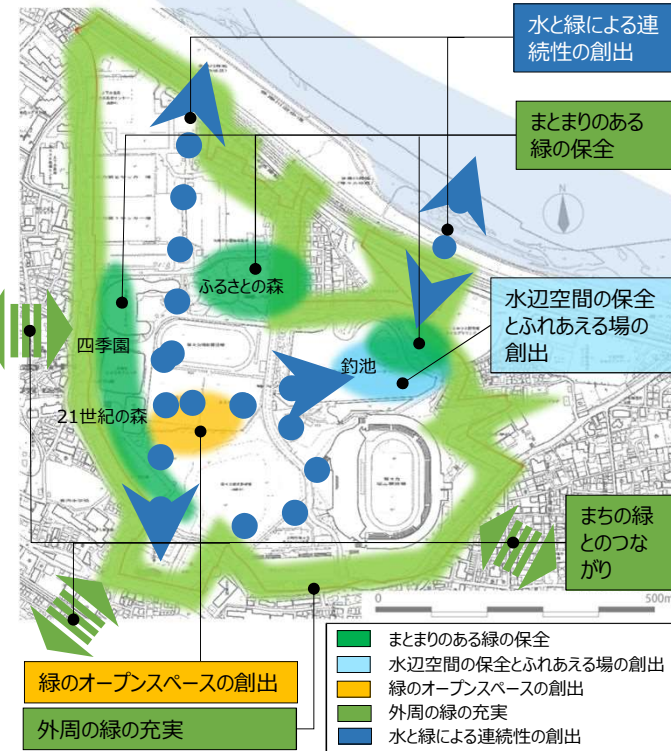 水と緑による連
続性の創出
まとまりのある
緑の保全
N
ふるさとの森
水辺空間の保全
とふれあえる場の
創出
四季園
釣池
21世紀の森
まちの緑
とのつな
がり
0
500m
緑のオープンスペースの創出
外周の緑の充実
まとまりのある緑の保全
水辺空間の保全とふれあえる場の創出
緑のオープンスペースの創出
外周の緑の充実
水と緑による連続性の創出